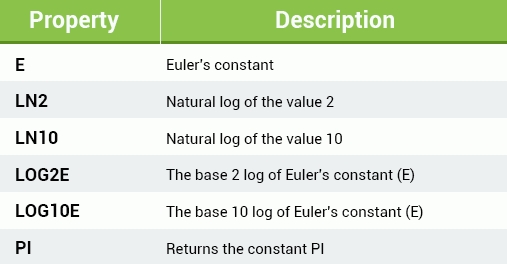 Property Description
E Euler's constant
LN2 Natural log of the value 2
LN10 Natural log of the value 10
LOG2E The base 2 log of Euler's constant (E)
LOG10E The base 10 log of Euler's constant (E)
PI Returns the constant PI